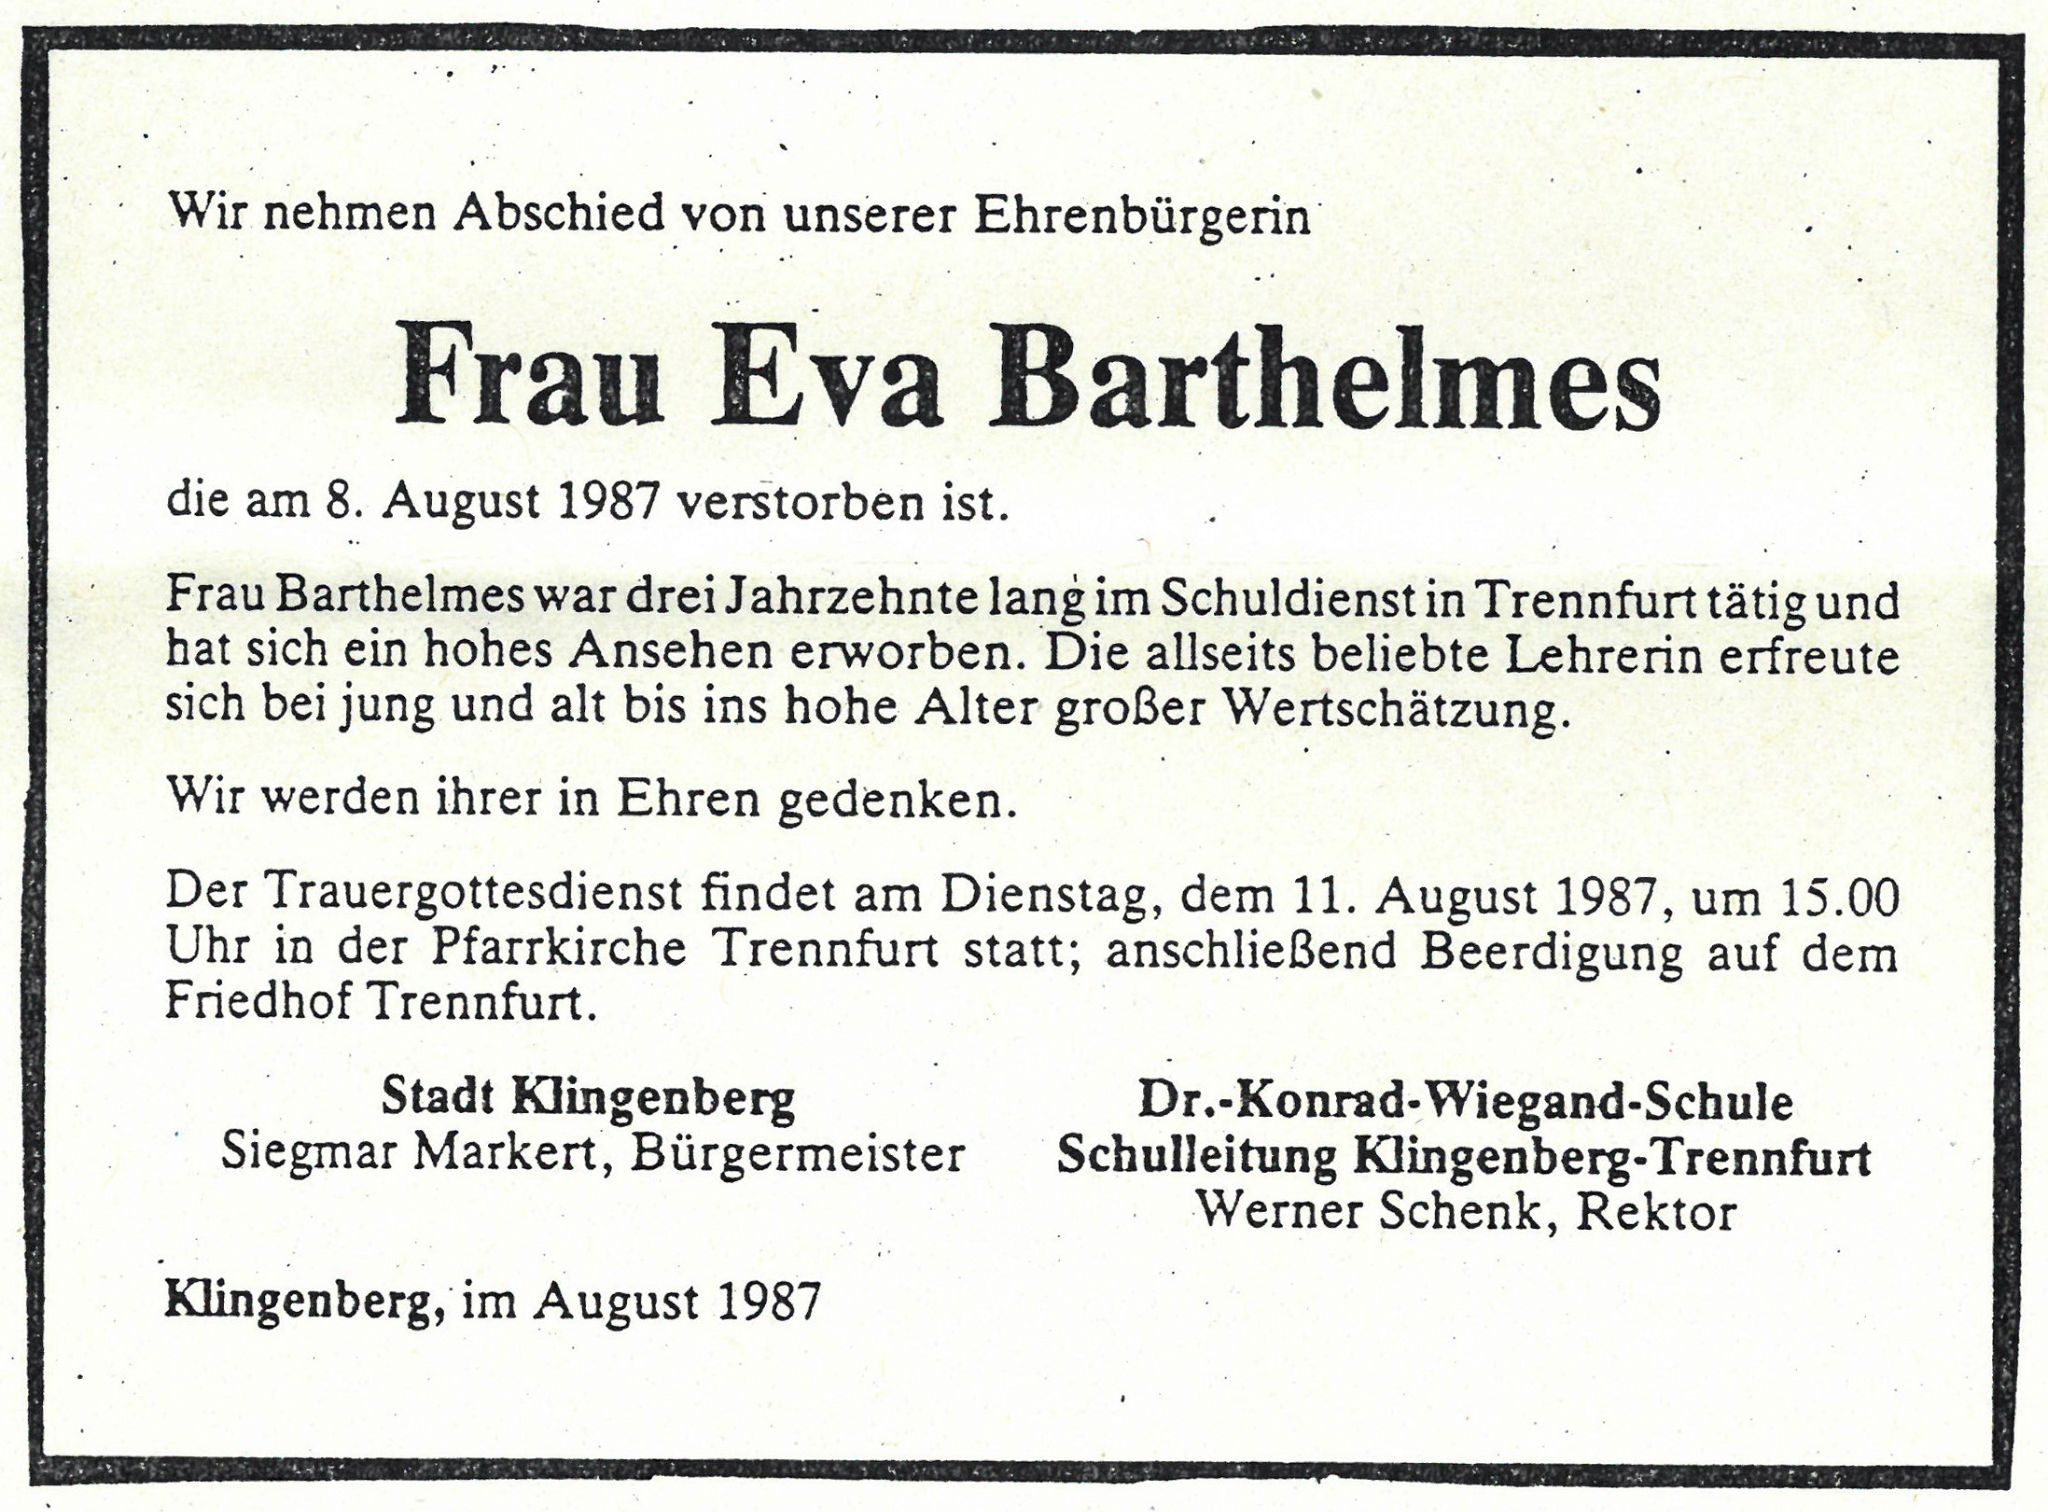 Wir nehmen Abschied von unserer Ehrenbürgerin
Frau Eva Barthelmes
die am 8. August 1987 verstorben ist.
Frau Barthelmes war drei Jahrzehnte lang im Schuldienst in Trennfurt tätig und
hat sich ein hohes Ansehen erworben. Die allseits beliebte Lehrerin erfreute
sich bei jung und alt bis ins hohe Alter großer Wertschätzung.
Wir werden ihrer in Ehren gedenken.
Der Trauergottesdienst findet am Dienstag, dem 11. August 1987, um 15.00
Uhr in der Pfarrkirche Trennfurt statt; anschließend Beerdigung auf dem
Friedhof Trennfurt.
Stadt Klingenberg
Siegmar Markert, Bürgermeister
Dr.-Konrad-Wiegand-Schule
Schulleitung Klingenberg-Trennfurt
Werner Schenk, Rektor
Klingenberg, im August 1987